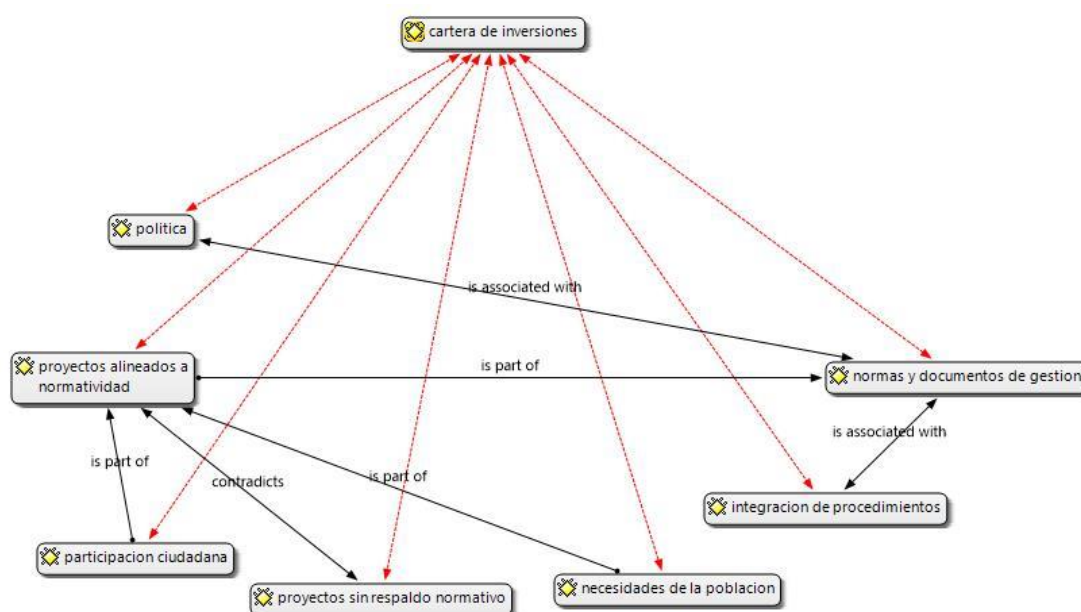 cartera de inversiones
politica
is associated with
proyectos alineados a
normatividad
is part of
normas y documentos de gestion
is associated with
is part of
contradicts
is part of
integracion de procedimientos
participacion ciudadana
proyectos sin respaldo normativo
necesidades de la poblacion